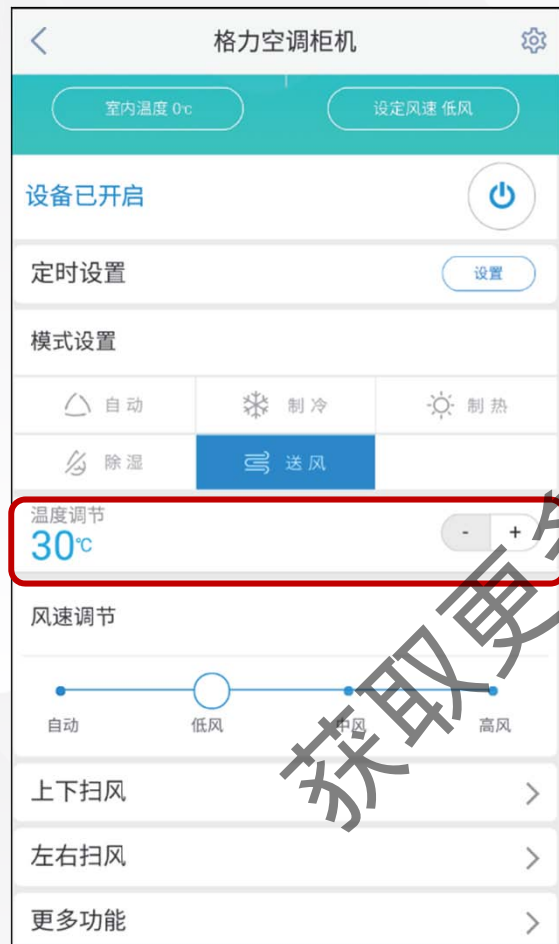 格力空调柜机
室内温度 0℃ 设定风速 低风
设备已开启
定时设置 设置
模式设置
自动 制冷 制热
除湿 送风
温度调节
30℃ - +
风速调节
自动 低风 中风 高风
上下扫风
左右扫风
更多功能
获取更